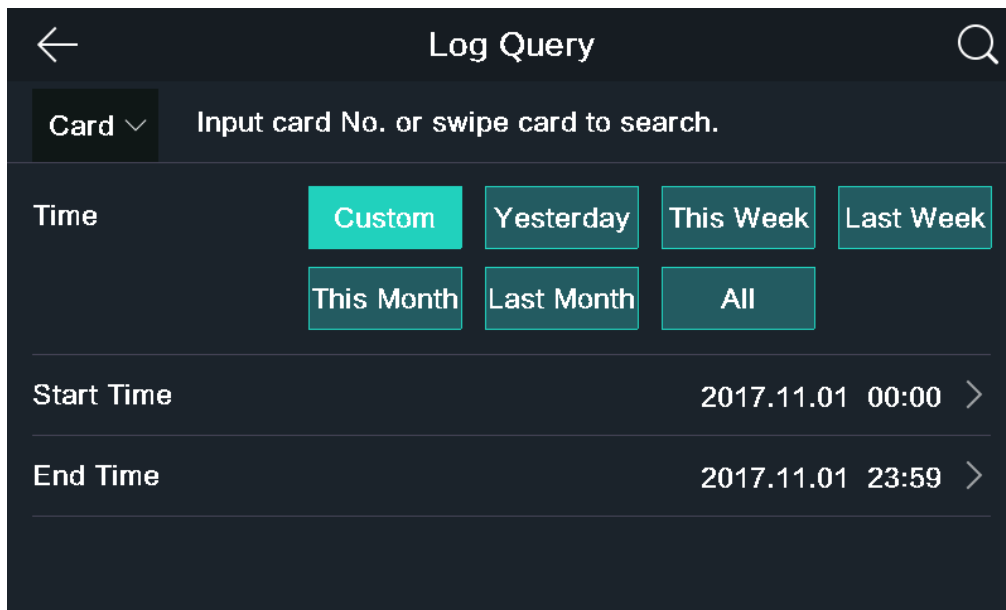 Log Query
Card Input card No. or swipe card to search.
Time Custom Yesterday This Week Last Week
This Month Last Month All
Start Time 2017.11.01 00:00
End Time 2017.11.01 23:59